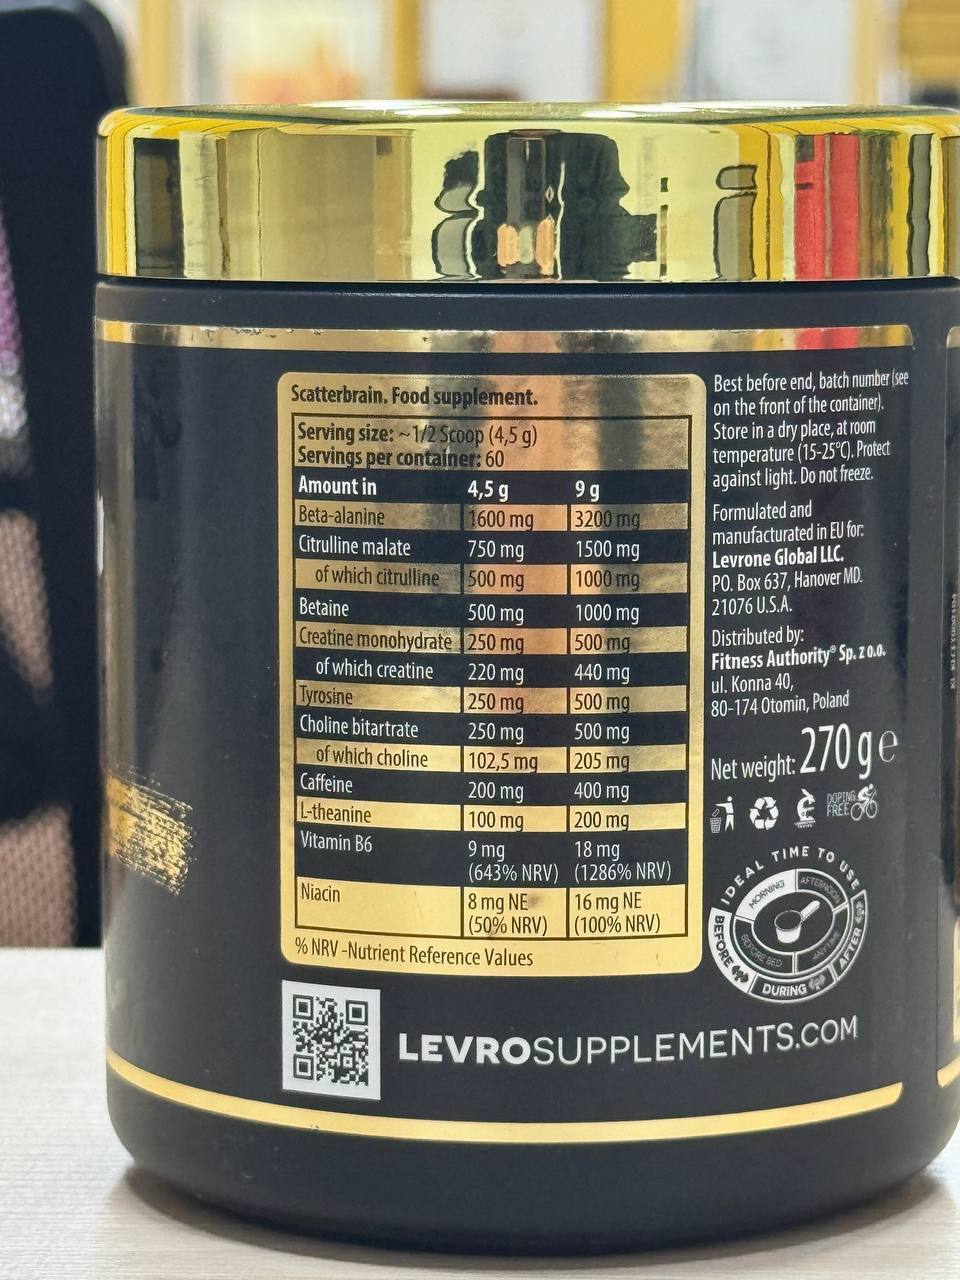 Scatterbrain. Food supplement.
Serving size: ~1/2 Scoop (4,5 g)
Servings per container: 60
Amount in 4,5 g 9 g
Beta-alanine 1600 mg 3200 mg
Citrulline malate 750 mg 1500 mg
of which citrulline 500 mg 1000 mg
Betaine 500 mg 1000 mg
Creatine monohydrate 250 mg 500 mg
of which creatine 220 mg 440 mg
Tyrosine 250 mg 500 mg
Choline bitartrate 250 mg 500 mg
of which choline 102,5 mg 205 mg
Caffeine 200 mg 400 mg
L-theanine 100 mg 200 mg
Vitamin B6 9 mg 18 mg
(643% NRV) (1286% NRV)
Niacin 8 mg NE 16 mg NE
(50% NRV) (100% NRV)
% NRV -Nutrient Reference Values
Best before end, batch number (see
on the front of the container).
Store in a dry place, at room
temperature (15-25°C). Protect
against light. Do not freeze.
Formulated and
manufactured in EU for:
Levrone Global LLC.
PO. Box 637, Hanover MD.
21076 U.S.A.
Distributed by:
Fitness Authority® Sp. z o.o.
ul. Konna 40,
80-174 Otomin, Poland
Net weight: 270 g e
DOPING
FREE
IDEAL TIME TO USE
MORNING
AFTERNOON
BEFORE BED
ANYTIME
BEFORE
DURING
AFTER
LEVROSUPPLEMENTS.COM